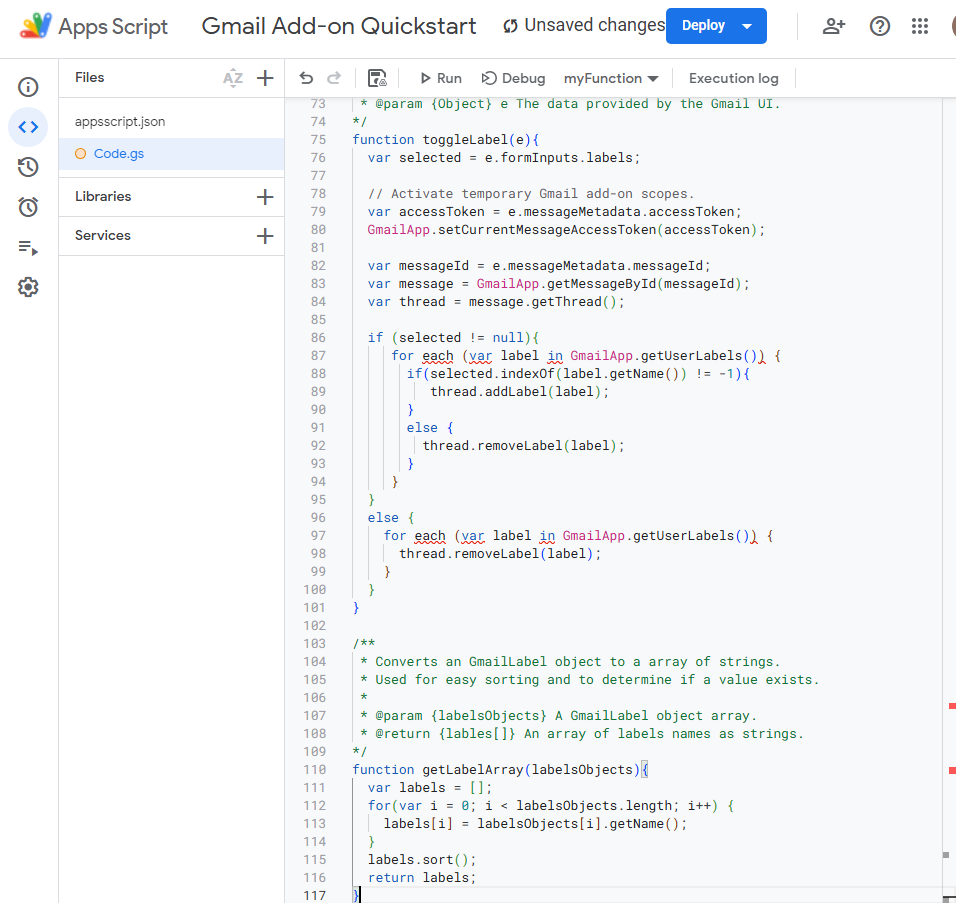 Apps Script Gmail Add-on Quickstart Unsaved changes Deploy
Files AZ Run Debug myFunction Execution log
appsscript.json
Code.gs
Libraries
Services
73 * @param {Object} e The data provided by the Gmail UI.
74 */
75 function toggleLabel(e){
76 var selected = e.formInputs.labels;
77
78 // Activate temporary Gmail add-on scopes.
79 var accessToken = e.messageMetadata.accessToken;
80 GmailApp.setCurrentMessageAccessToken(accessToken);
81
82 var messageId = e.messageMetadata.messageId;
83 var message = GmailApp.getMessageById(messageId);
84 var thread = message.getThread();
85
86 if (selected != null){
87 for each (var label in GmailApp.getUserLabels()) {
88 if(selected.indexOf(label.getName()) != -1){
89 thread.addLabel(label);
90 }
91 else {
92 thread.removeLabel(label);
93 }
94 }
95 }
96 else {
97 for each (var label in GmailApp.getUserLabels()) {
98 thread.removeLabel(label);
99 }
100 }
101 }
102
103 /**
104 * Converts an GmailLabel object to a array of strings.
105 * Used for easy sorting and to determine if a value exists.
106 *
107 * @param {labelsObjects} A GmailLabel object array.
108 * @return {lables[]} An array of labels names as strings.
109 */
110 function getLabelArray(labelsObjects){
111 var labels = [];
112 for(var i = 0; i < labelsObjects.length; i++) {
113 labels[i] = labelsObjects[i].getName();
114 }
115 labels.sort();
116 return labels;
117 }